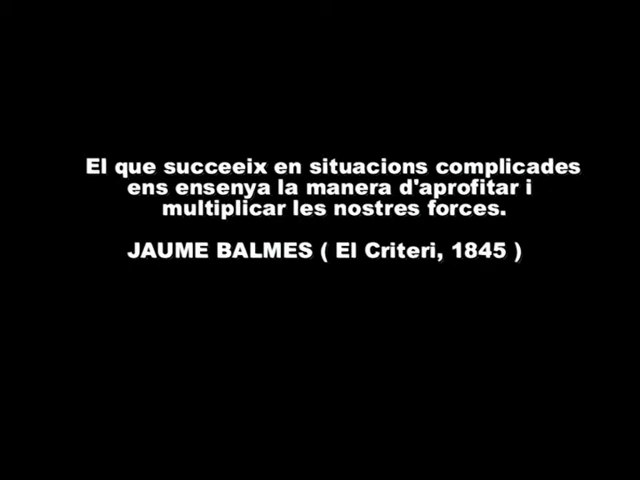 El que succeeix en situacions complicades
ens ensenya la manera d'aprofitar i
multiplicar les nostres forces.
JAUME BALMES ( El Criteri, 1845 )